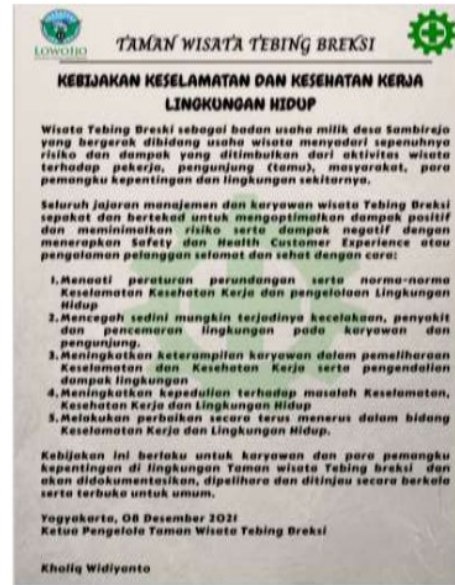 LOWOIJO
TAMAN WISATA TEBING BREKSI
KEBIJAKAN KESELAMATAN DAN KESEHATAN KERJA
LINGKUNGAN HIDUP
Wisata Tebing Breski sebagai badan usaha milik desa Sambirejo
yang bergerak dibidang usaha wisata menyadari sepenuhnya
risiko dan dampak yang ditimbulkan dari aktivitas wisata
terhadap pekerja, pengunjung (tamu), masyarakat, para
pemangku kepentingan dan lingkungan sekitarnya.
Seluruh jajaran manajemen dan karyawan wisata Tebing Breksi
sepakat dan bertekad untuk mengoptimalkan dampak positif
dan meminimalkan risiko serta dampak negatif dengan
menerapkan Safety dan Health Customer Experience atau
pengalaman pelanggan selamat dan sehat dengan cara:
1. Menaati peraturan perundangan serta norma-norma
Keselamatan Kesehatan Kerja dan pengelolaan Lingkungan
Hidup
2. Mencegah sedini mungkin terjadinya kecelakaan, penyakit
dan pencemaran lingkungan pada karyawan dan
pengunjung.
3. Meningkatkan keterampilan karyawan dalam pemeliharaan
Keselamatan dan Kesehatan Kerja serta pengendalian
dampak lingkungan
4. Meningkatkan kepedulian terhadap masalah Keselamatan,
Kesehatan Kerja dan Lingkungan Hidup
5. Melakukan perbaikan secara terus menerus dalam bidang
Keselamatan Kerja dan Lingkungan Hidup.
Kebijakan ini berlaku untuk karyawan dan para pemangku
kepentingan di lingkungan Taman wisata Tebing breksi dan
akan didokumentasikan, dipelihara dan ditinjau secara berkala
serta terbuka untuk umum.
Yogyakarta, 08 Desember 2021
Ketua Pengelola Taman Wisata Tebing Breksi
Kholiq Widiyanto